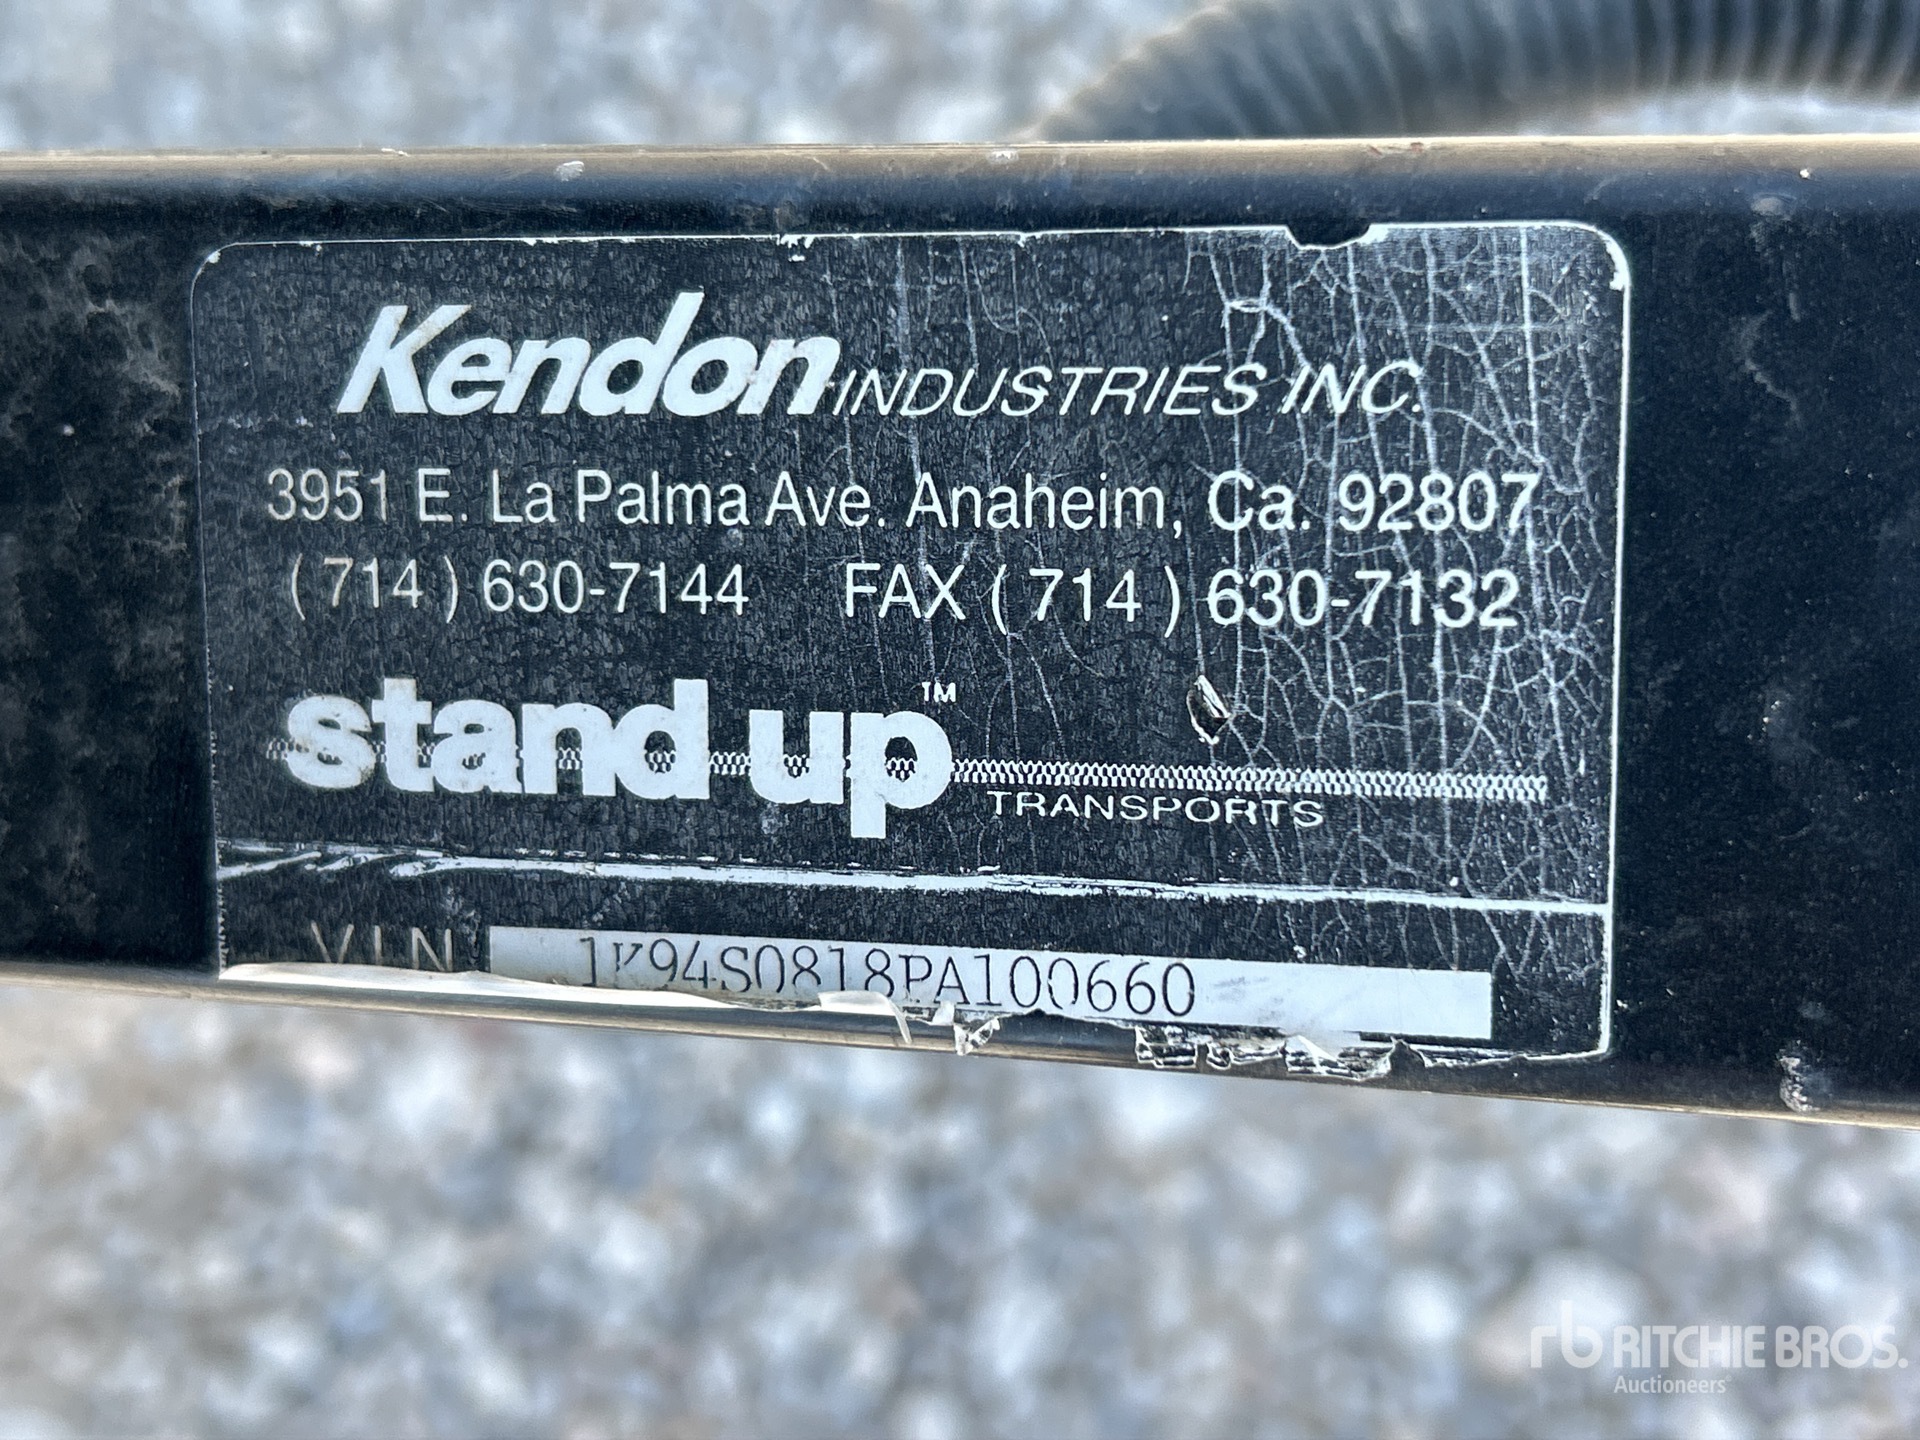 Kendon INDUSTRIES INC.
3951 E. La Palma Ave. Anaheim, Ca. 92807
(714) 630-7144 FAX (714) 630-7132
stand up™
TRANSPORTS
VIN 1K94S0818PA100660
rb RITCHIE BROS.
Auctioneers